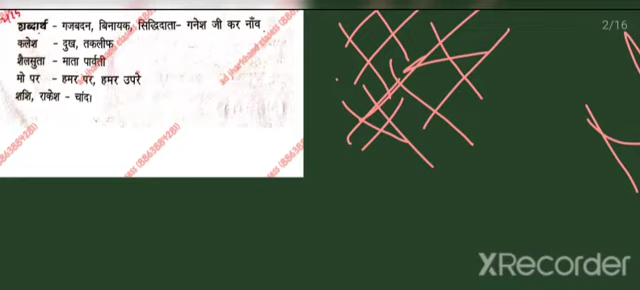 शब्दार्थ - गजबदन, बिनायक, सिध्दिदाता- गनेश जी कर नाँव
कलेश - दुख, तकलीफ
शैलसुता - माता पार्वती
मो पर - हमर पर, हमर उपरे
शशि, राकेश - चांद।
2/16
XRecorder